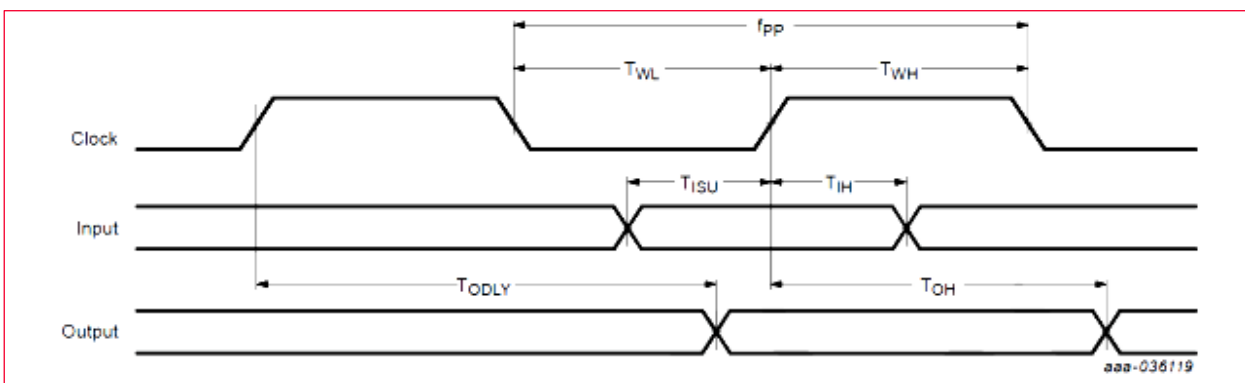 fPP
TWL TWH
Clock
TISU TIH
Input
TODLY TOH
Output
aaa-036119